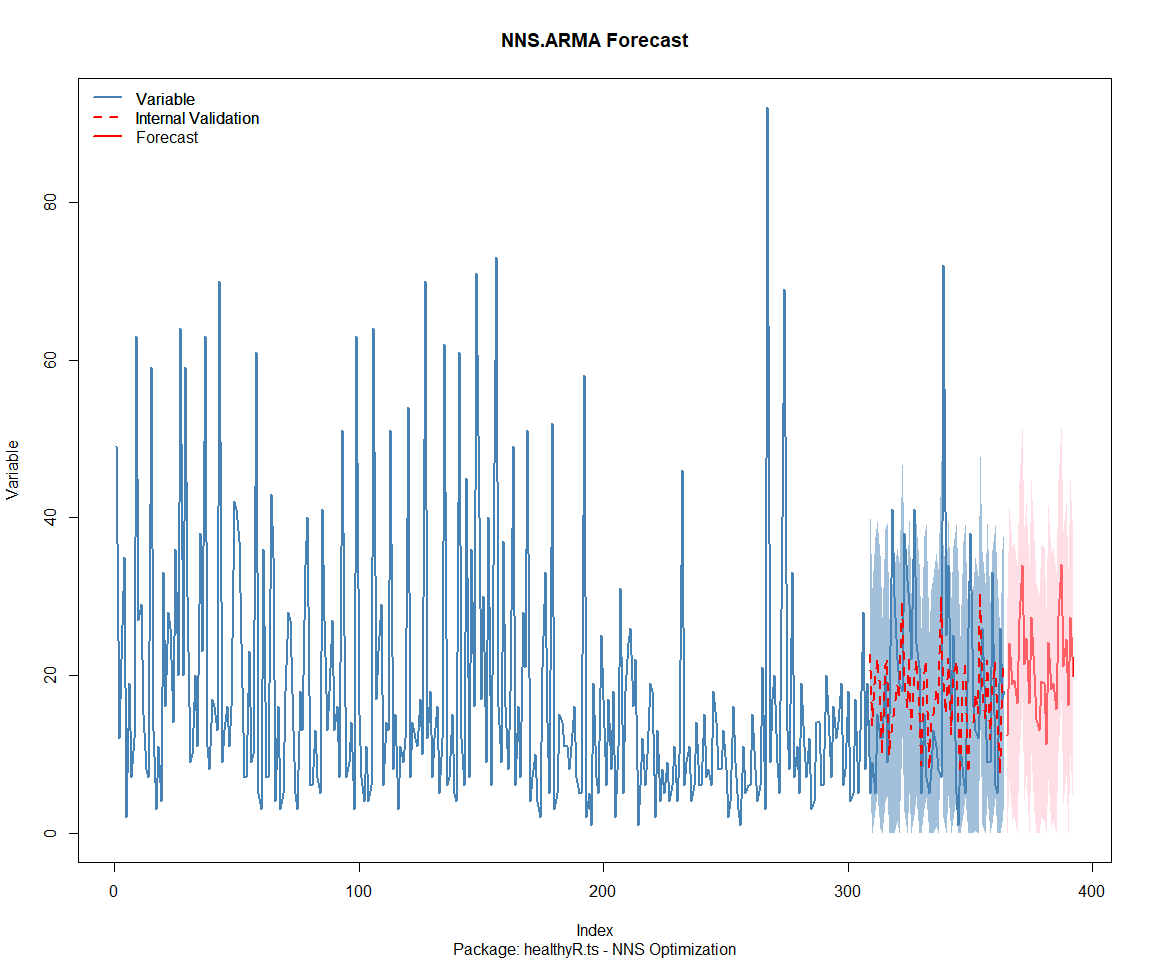 NNS.ARMA Forecast
Variable
Internal Validation
Forecast
Variable
80
60
40
20
0
0
100
200
300
400
Index
Package: healthyR.ts - NNS Optimization